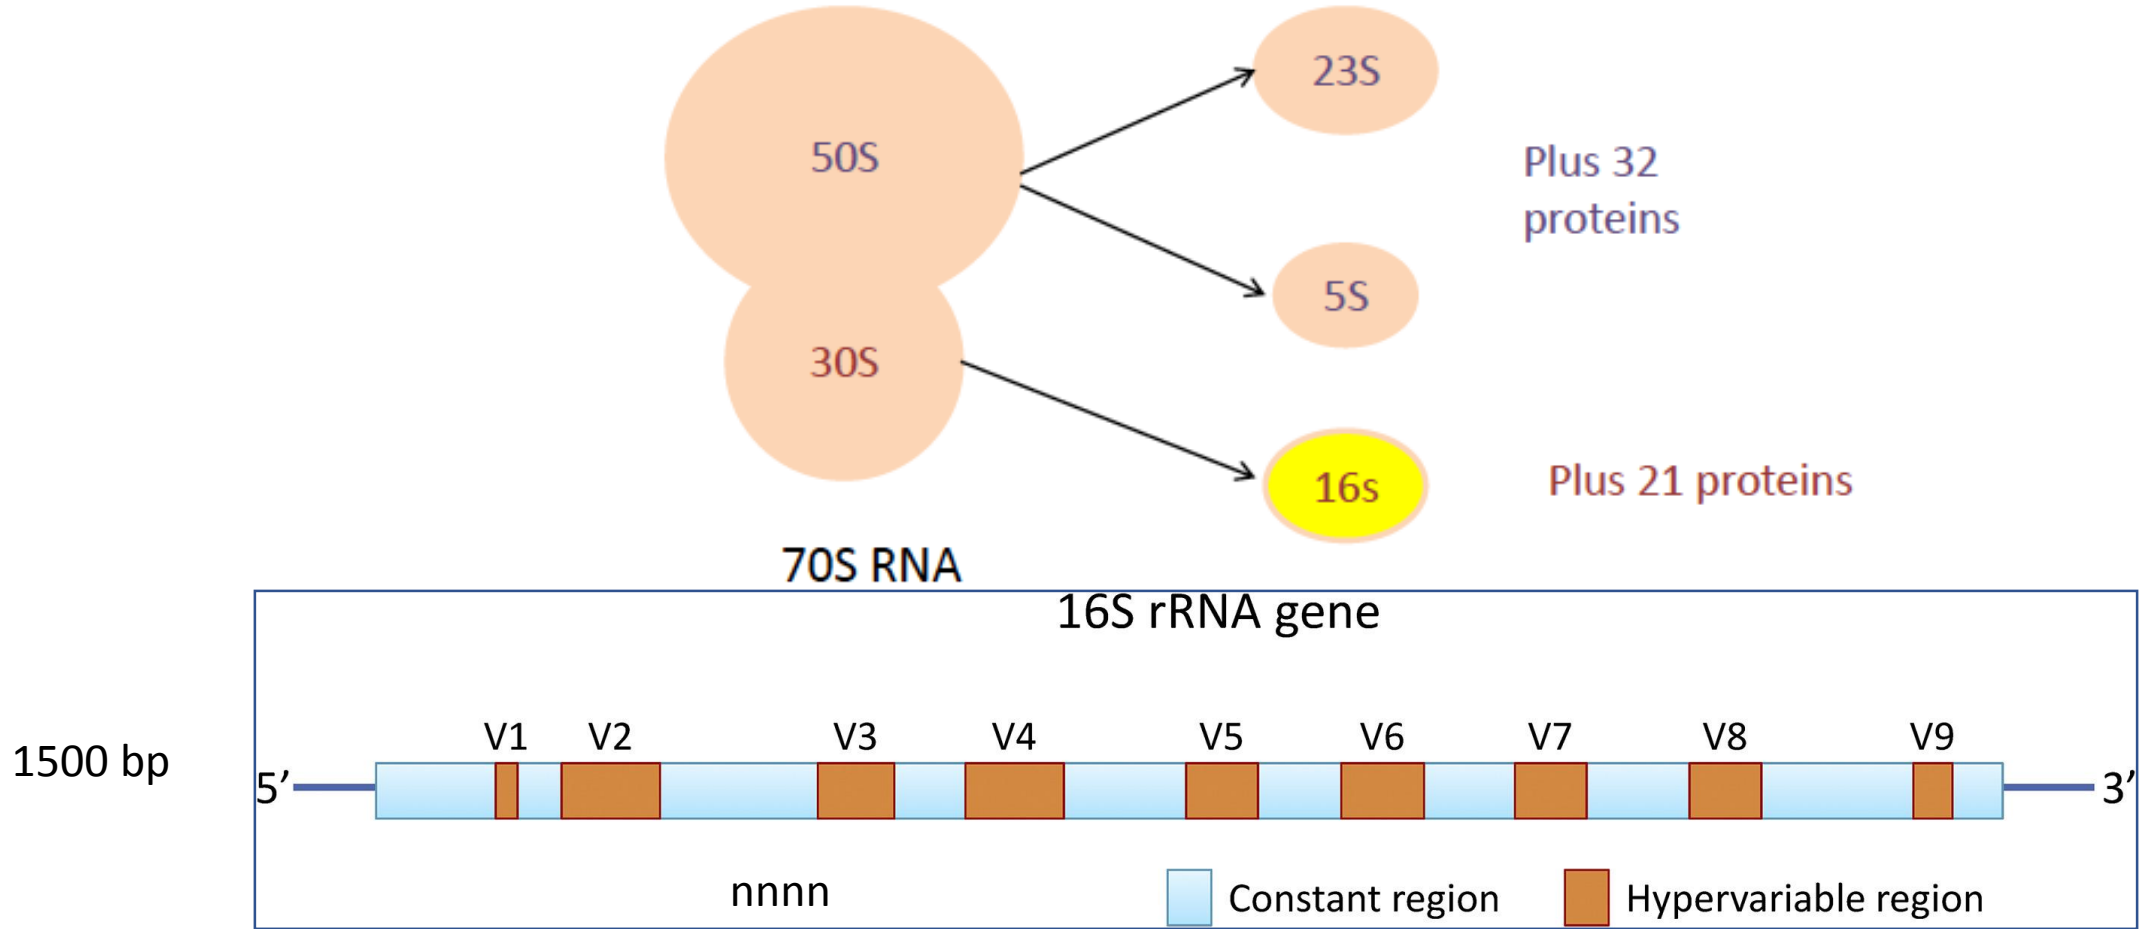 50S
23S
Plus 32
proteins
5S
30S
16s
Plus 21 proteins
70S RNA
16S rRNA gene
V1 V2 V3 V4 V5 V6 V7 V8 V9
1500 bp
5’ 3’
nnnn
Constant region
Hypervariable region